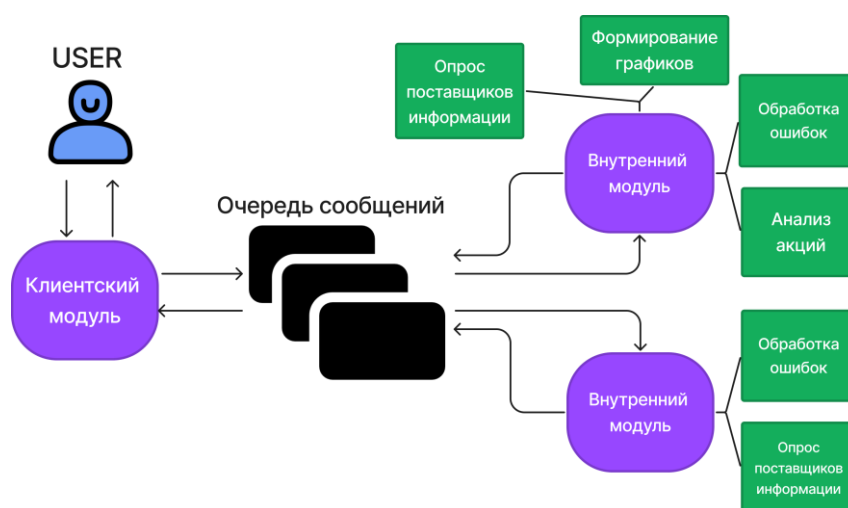 USER
Клиентский
модуль
Очередь сообщений
Опрос
поставщиков
информации
Формирование
графиков
Внутренний
модуль
Обработка
ошибок
Анализ
акций
Внутренний
модуль
Обработка
ошибок
Опрос
поставщиков
информации